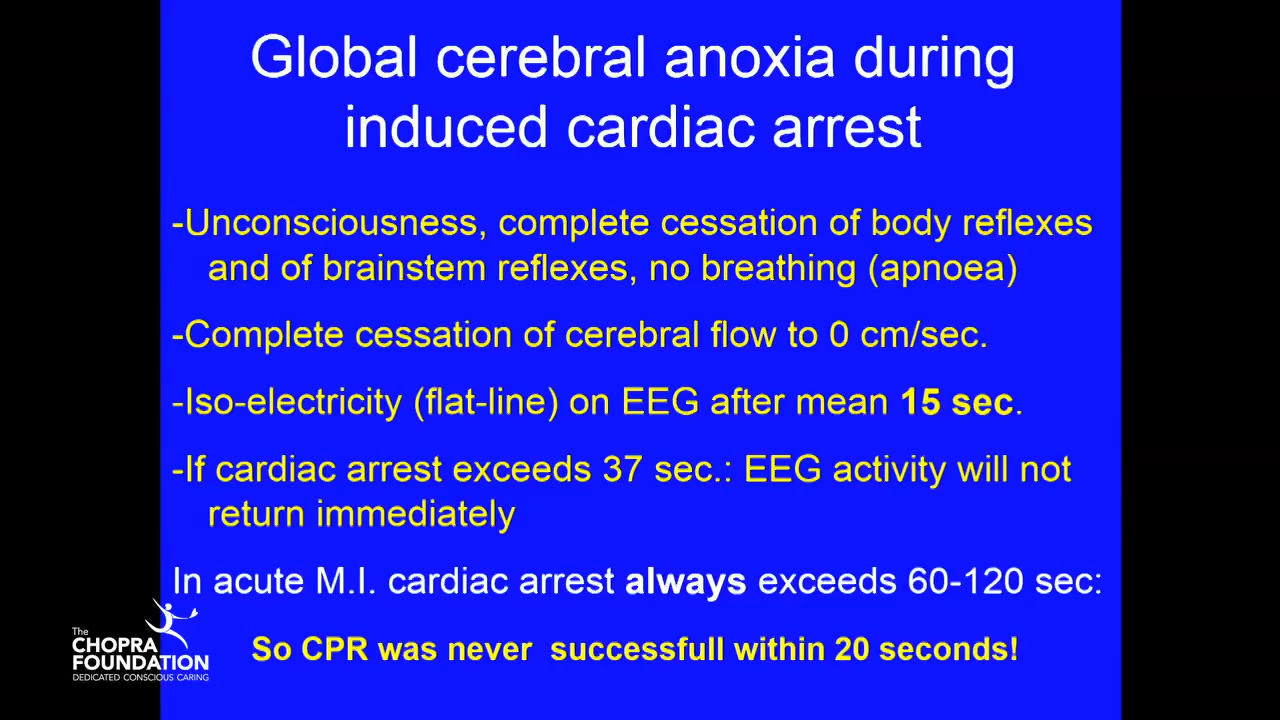 Global cerebral anoxia during
induced cardiac arrest
-Unconsciousness, complete cessation of body reflexes
and of brainstem reflexes, no breathing (apnoea)
-Complete cessation of cerebral flow to 0 cm/sec.
-Iso-electricity (flat-line) on EEG after mean 15 sec.
-If cardiac arrest exceeds 37 sec.: EEG activity will not
return immediately
In acute M.I. cardiac arrest always exceeds 60-120 sec:
So CPR was never  successfull within 20 seconds!
The
CHOPRA
FOUNDATION
DEDICATED CONSCIOUS CARING